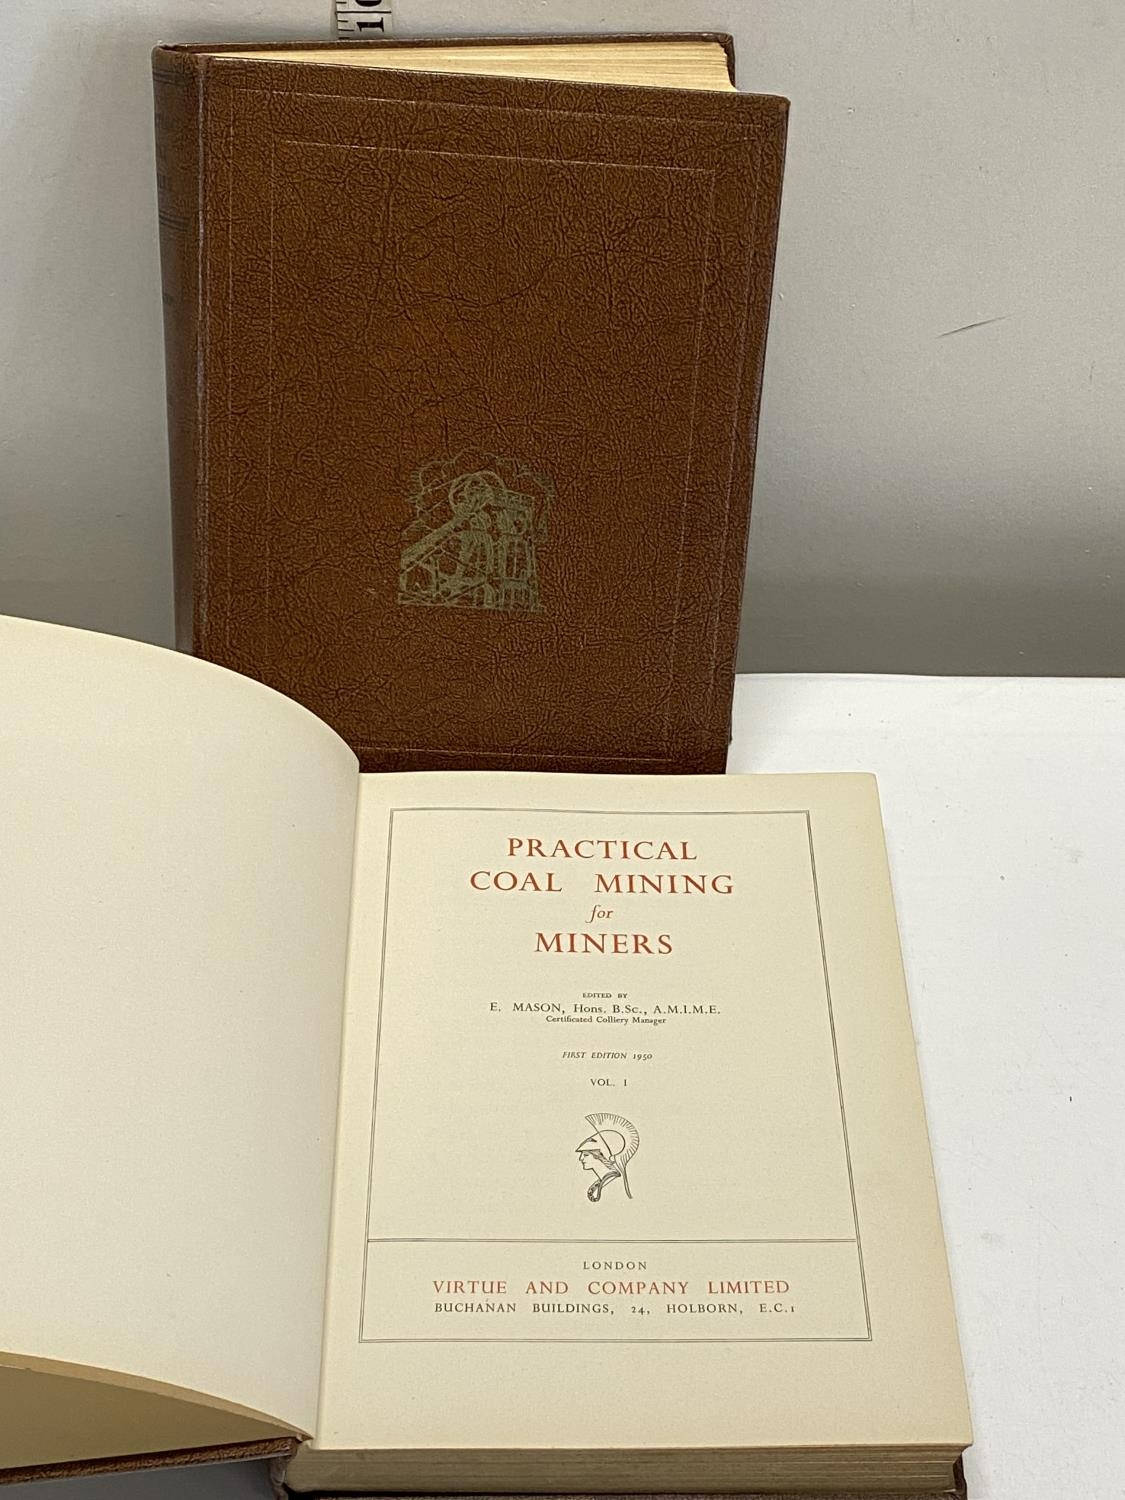 10
PRACTICAL
COAL MINING
for
MINERS
EDITED BY
E. MASON, Hons. B.Sc., A.M.I.M.E.
Certificated Colliery Manager
FIRST EDITION 1950
VOL. I
LONDON
VIRTUE AND COMPANY LIMITED
BUCHANAN BUILDINGS, 24, HOLBORN, E.C.1